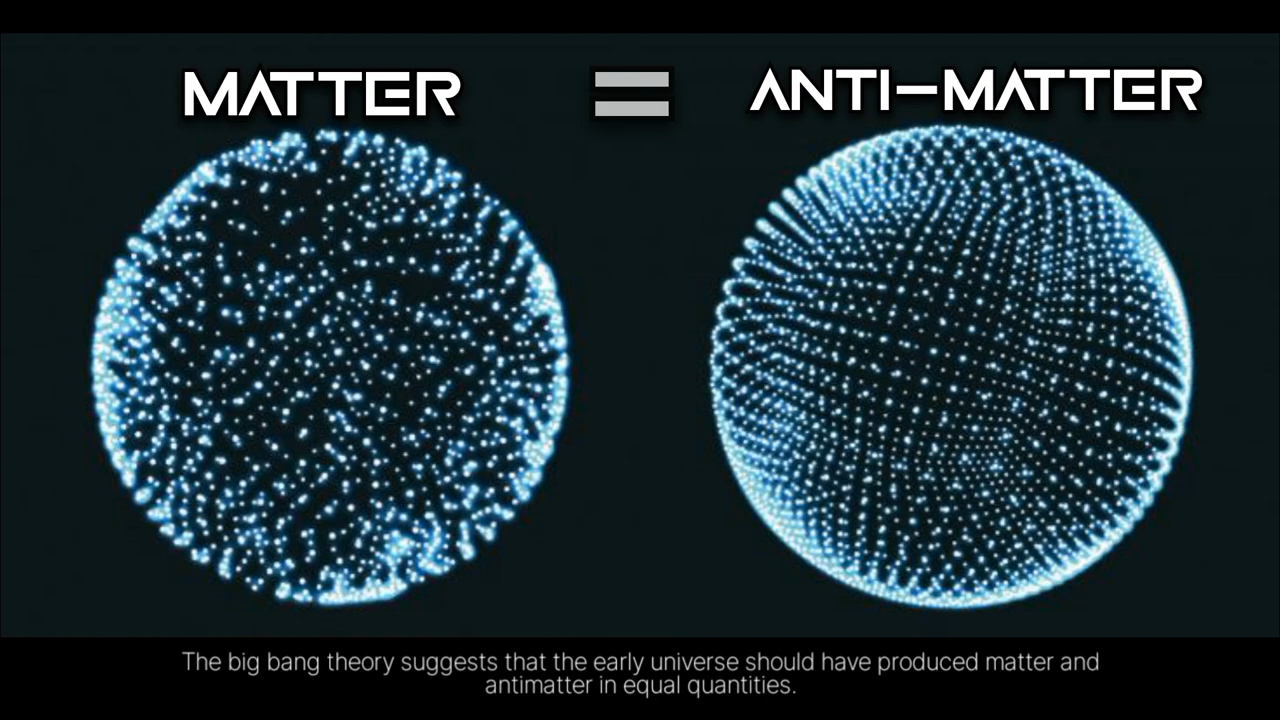 MATTER = ANTI-MATTER
The big bang theory suggests that the early universe should have produced matter and
antimatter in equal quantities.